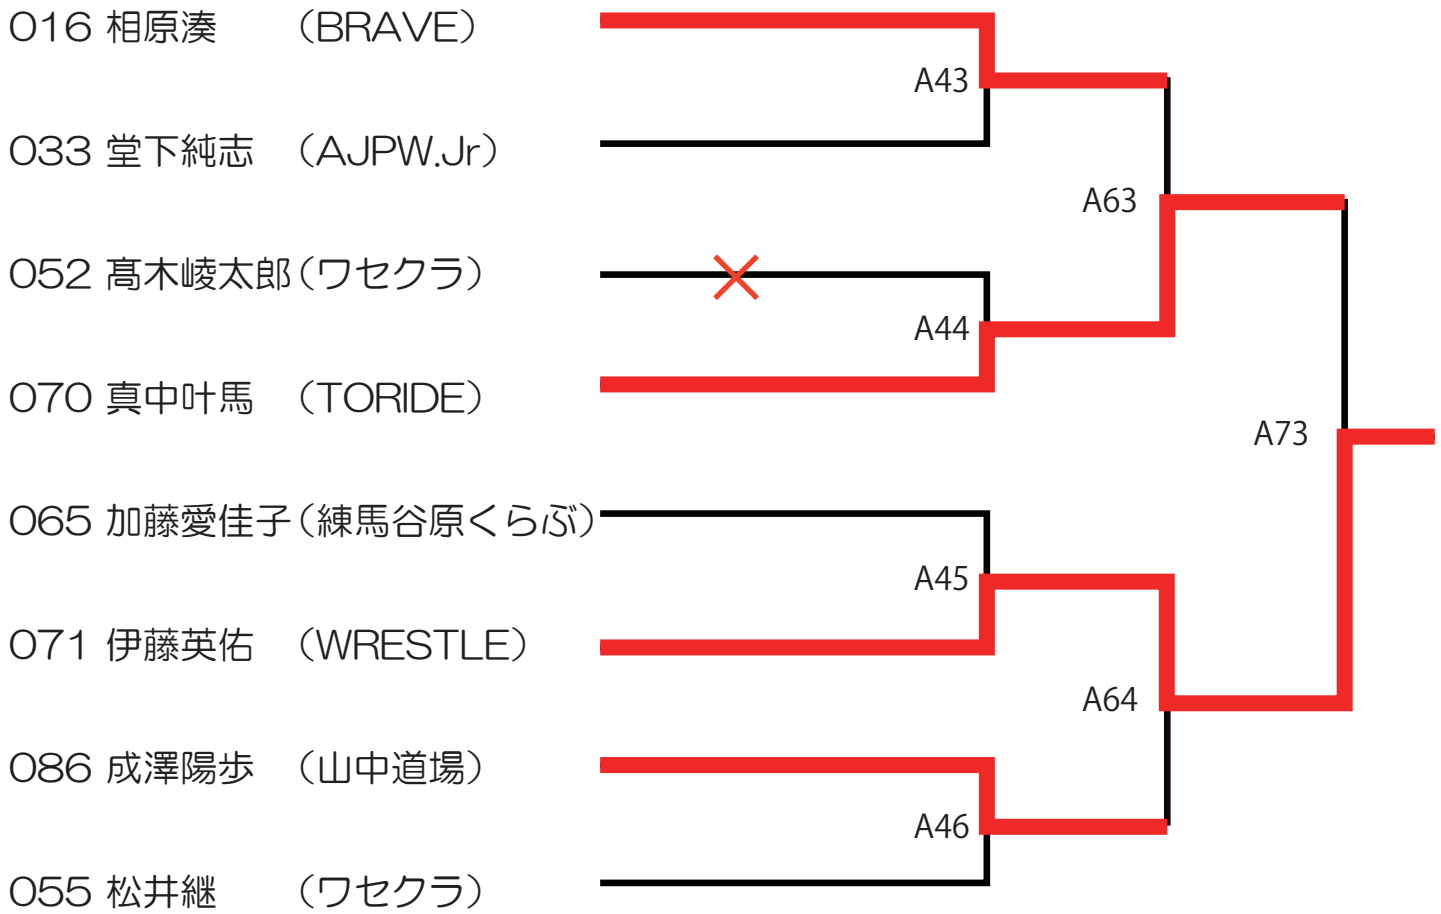 016 相原湊 （BRAVE）
A43
033 堂下純志 （AJPW.Jr）
A63
052 髙木崚太郎（ワセクラ）
A44
070 真中叶馬 （TORIDE）
A73
065 加藤愛佳子（練馬谷原くらぶ）
A45
071 伊藤英佑 （WRESTLE）
A64
086 成澤陽歩 （山中道場）
A46
055 松井継 （ワセクラ）